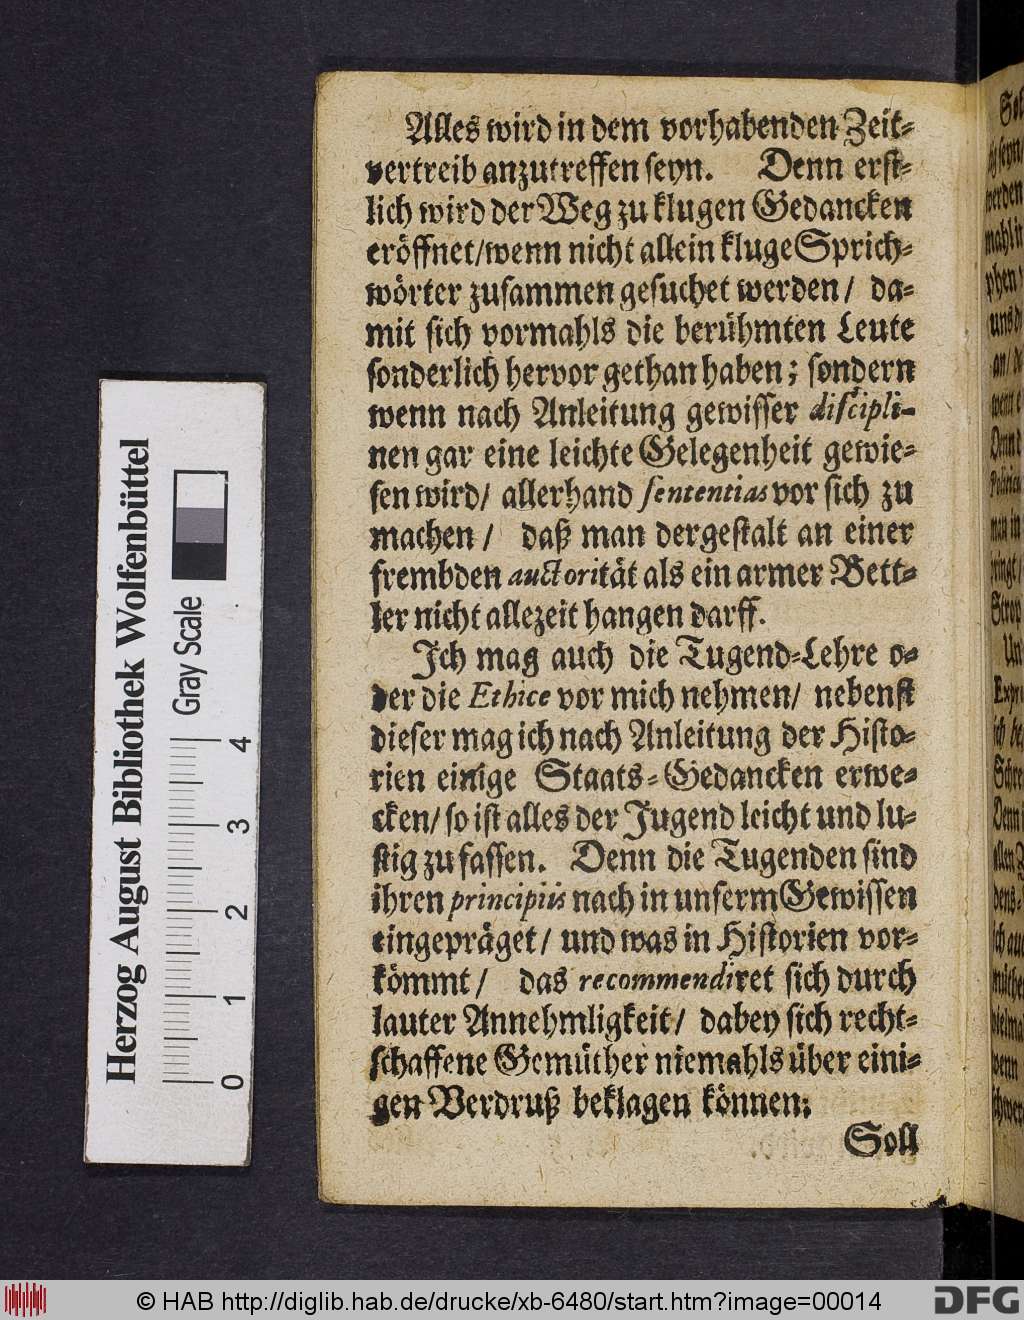 Alles wird in dem vorhabenden Zeit-
vertreib anzutreffen seyn. Denn erst-
lich wird der Weg zu klugen Gedancken
eröffnet/wenn nicht allein kluge Sprich-
wörter zusammen gesuchet werden/ da-
mit sich vormahls die berühmten Leute
sonderlich hervor gethan haben; sondern
wenn nach Anleitung gewisser discipli-
nen gar eine leichte Gelegenheit gewie-
sen wird/ allerhand sententias vor sich zu
machen/ daß man dergestalt an einer
frembden auctorität als ein armer Bett-
ler nicht allezeit hangen darff.
Ich mag auch die Tugend-Lehre o-
der die Ethice vor mich nehmen/ nebenst
dieser mag ich nach Anleitung der Histo-
rien einige Staats-Gedancken erwe-
cken/ so ist alles der Jugend leicht und lu-
stig zu fassen. Denn die Tugenden sind
ihren principiis nach in unserm Gewissen
eingepräget/ und was in Historien vor-
kömmt/ das recommendiret sich durch
lauter Annehmligkeit/ dabey sich recht-
schaffene Gemüther niemahls über eini-
gen Verdruß beklagen können:
Soll
Herzog August Bibliothek Wolfenbüttel
Gray Scale
0 1 2 3 4
© HAB http://diglib.hab.de/drucke/xb-6480/start.htm?image=00014
DFG